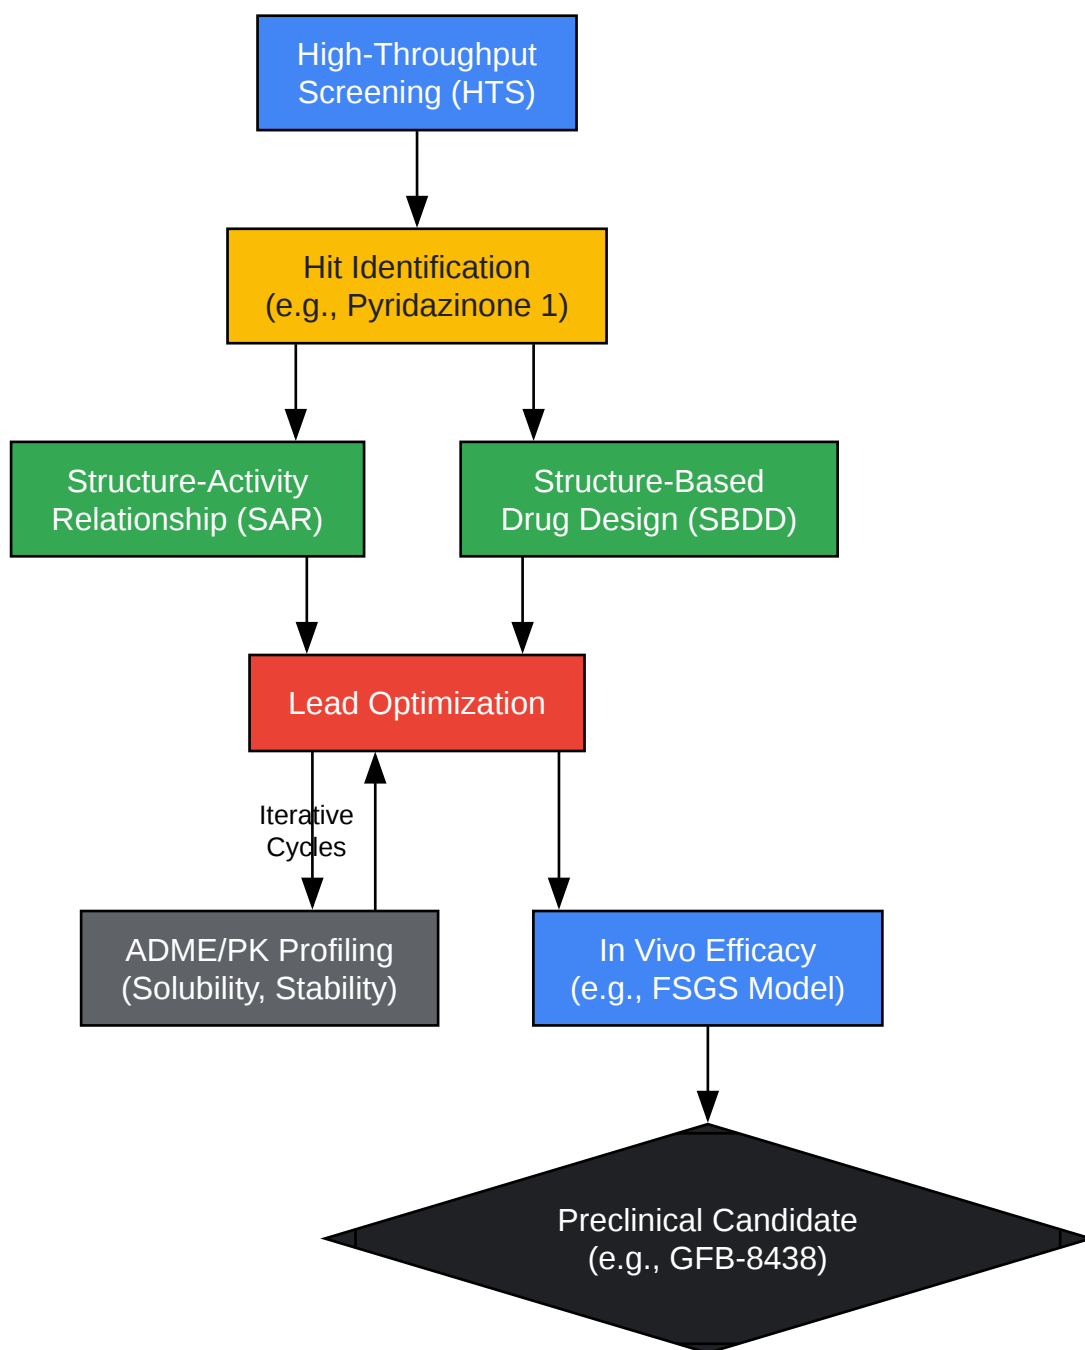 High-Throughput
Screening (HTS)
Hit Identification
(e.g., Pyridazinone 1)
Structure-Activity
Relationship (SAR)
Structure-Based
Drug Design (SBDD)
Lead Optimization
Iterative
Cycles
ADME/PK Profiling
(Solubility, Stability)
In Vivo Efficacy
(e.g., FSGS Model)
Preclinical Candidate
(e.g., GFB-8438)